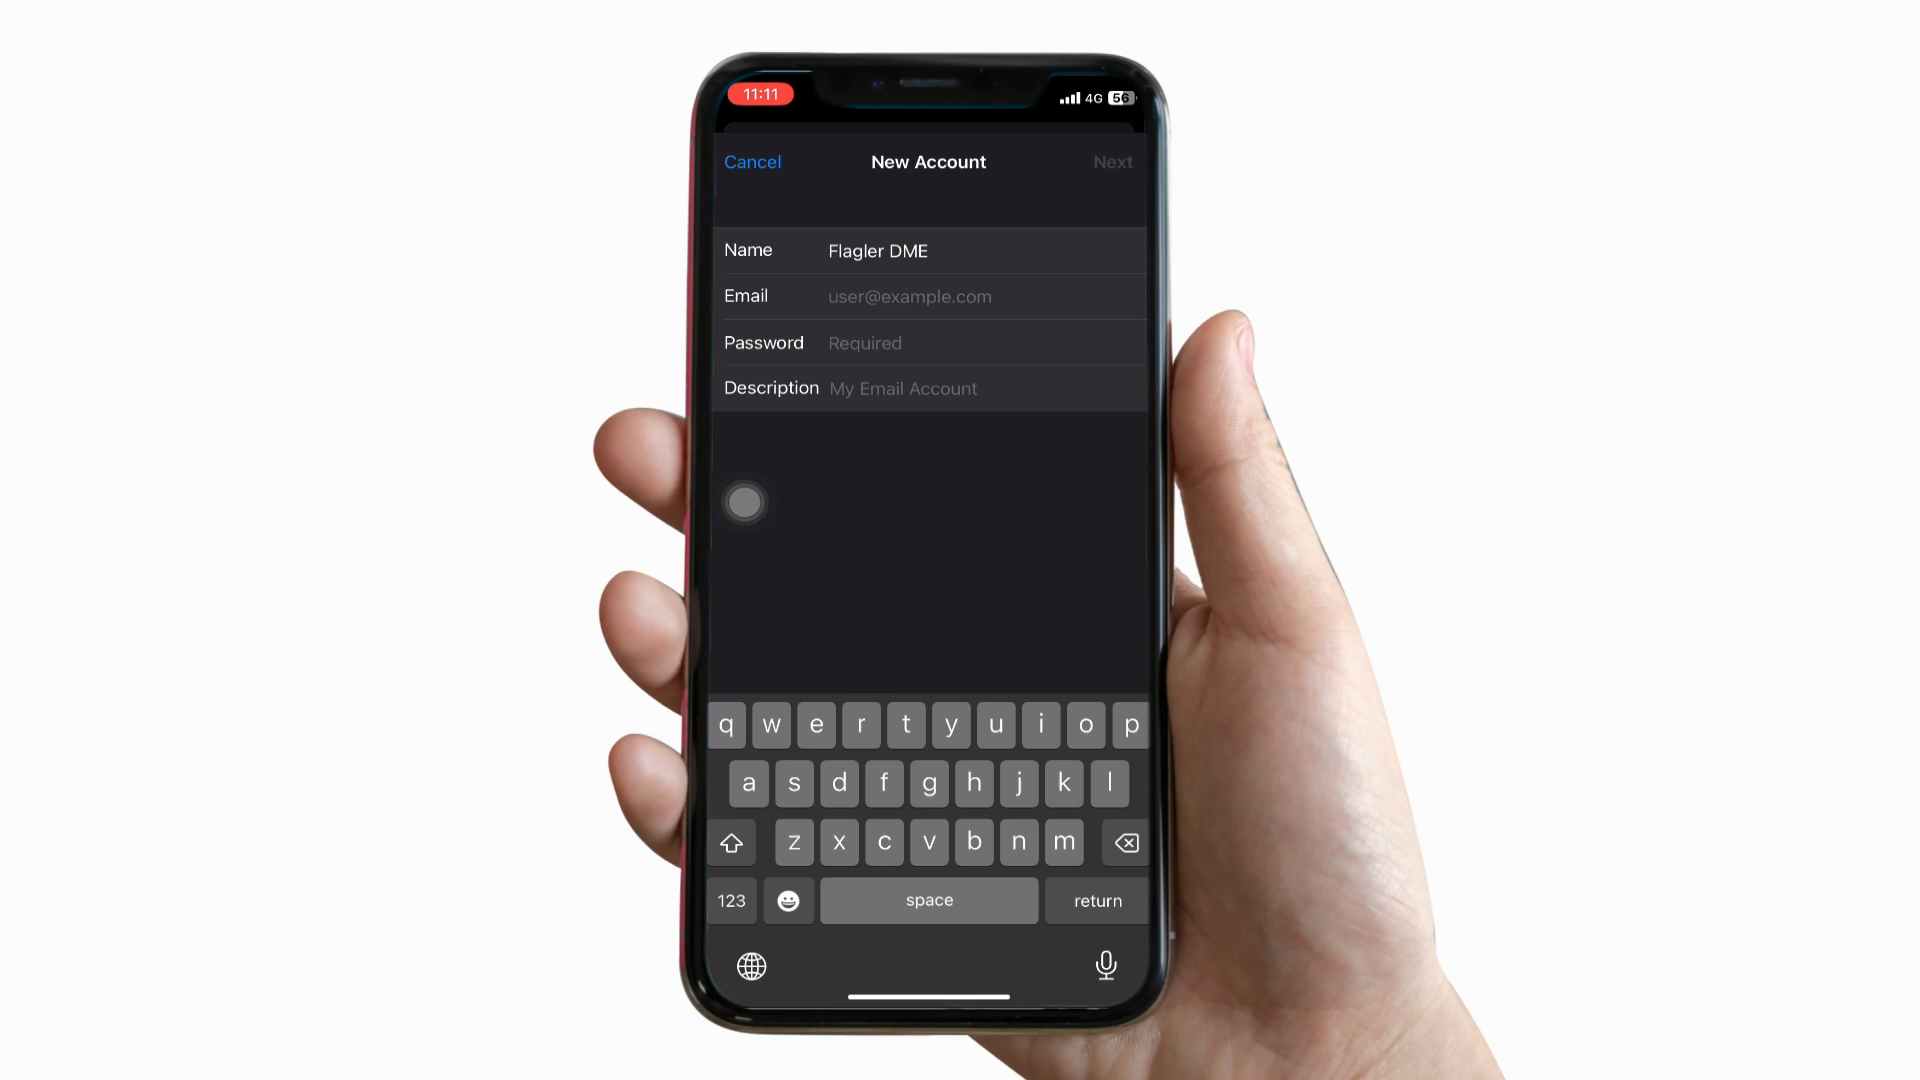 11:11 4G 56
Cancel New Account Next
Name Flagler DME
Email user@example.com
Password Required
Description My Email Account
q w e r t y u i o p
a s d f g h j k l
z x c v b n m
123 space return